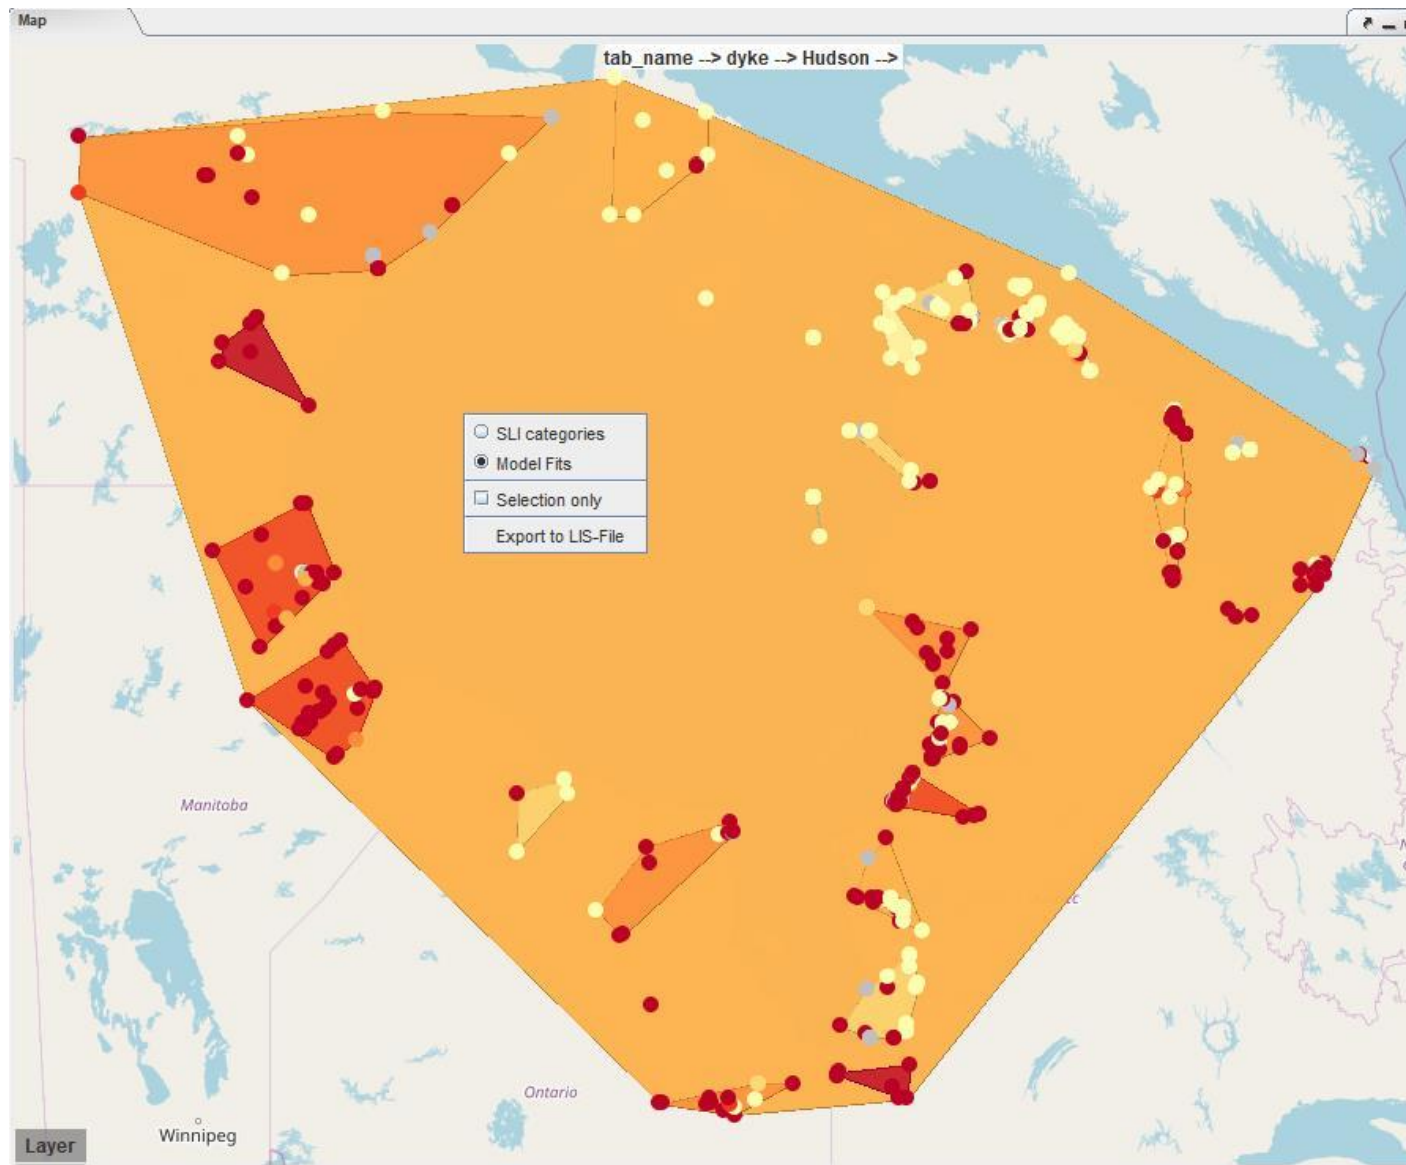 Map
tab_name --> dyke --> Hudson -->
SLI categories
Model Fits
Selection only
Export to LIS-File
Manitoba
Ontario
Winnipeg
Layer